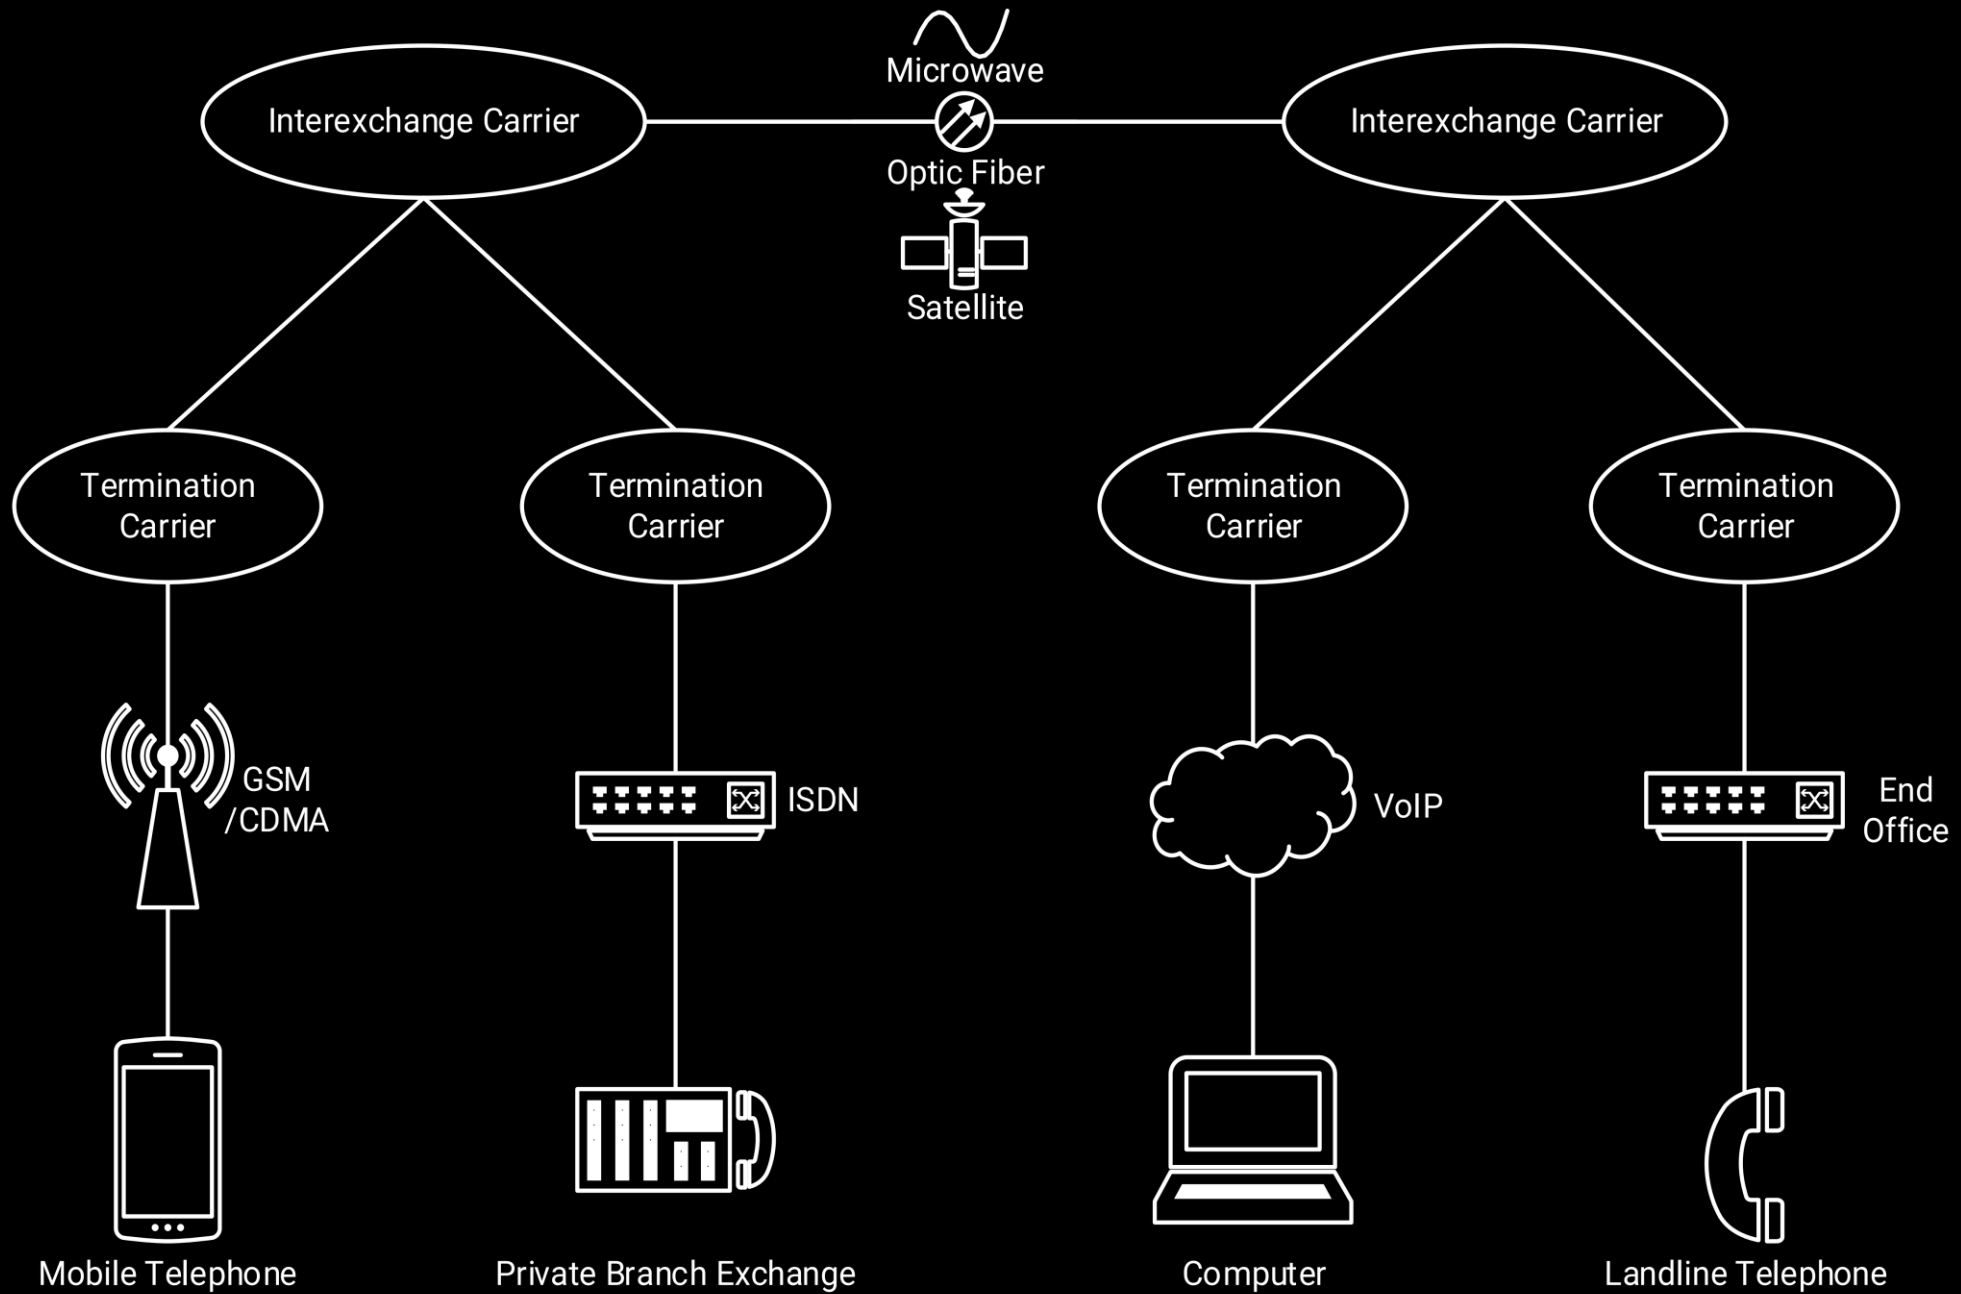 Microwave
Interexchange Carrier
Interexchange Carrier
Optic Fiber
Satellite
Termination
Carrier
Termination
Carrier
Termination
Carrier
Termination
Carrier
GSM
/CDMA
ISDN
VoIP
End
Office
Mobile Telephone
Private Branch Exchange
Computer
Landline Telephone